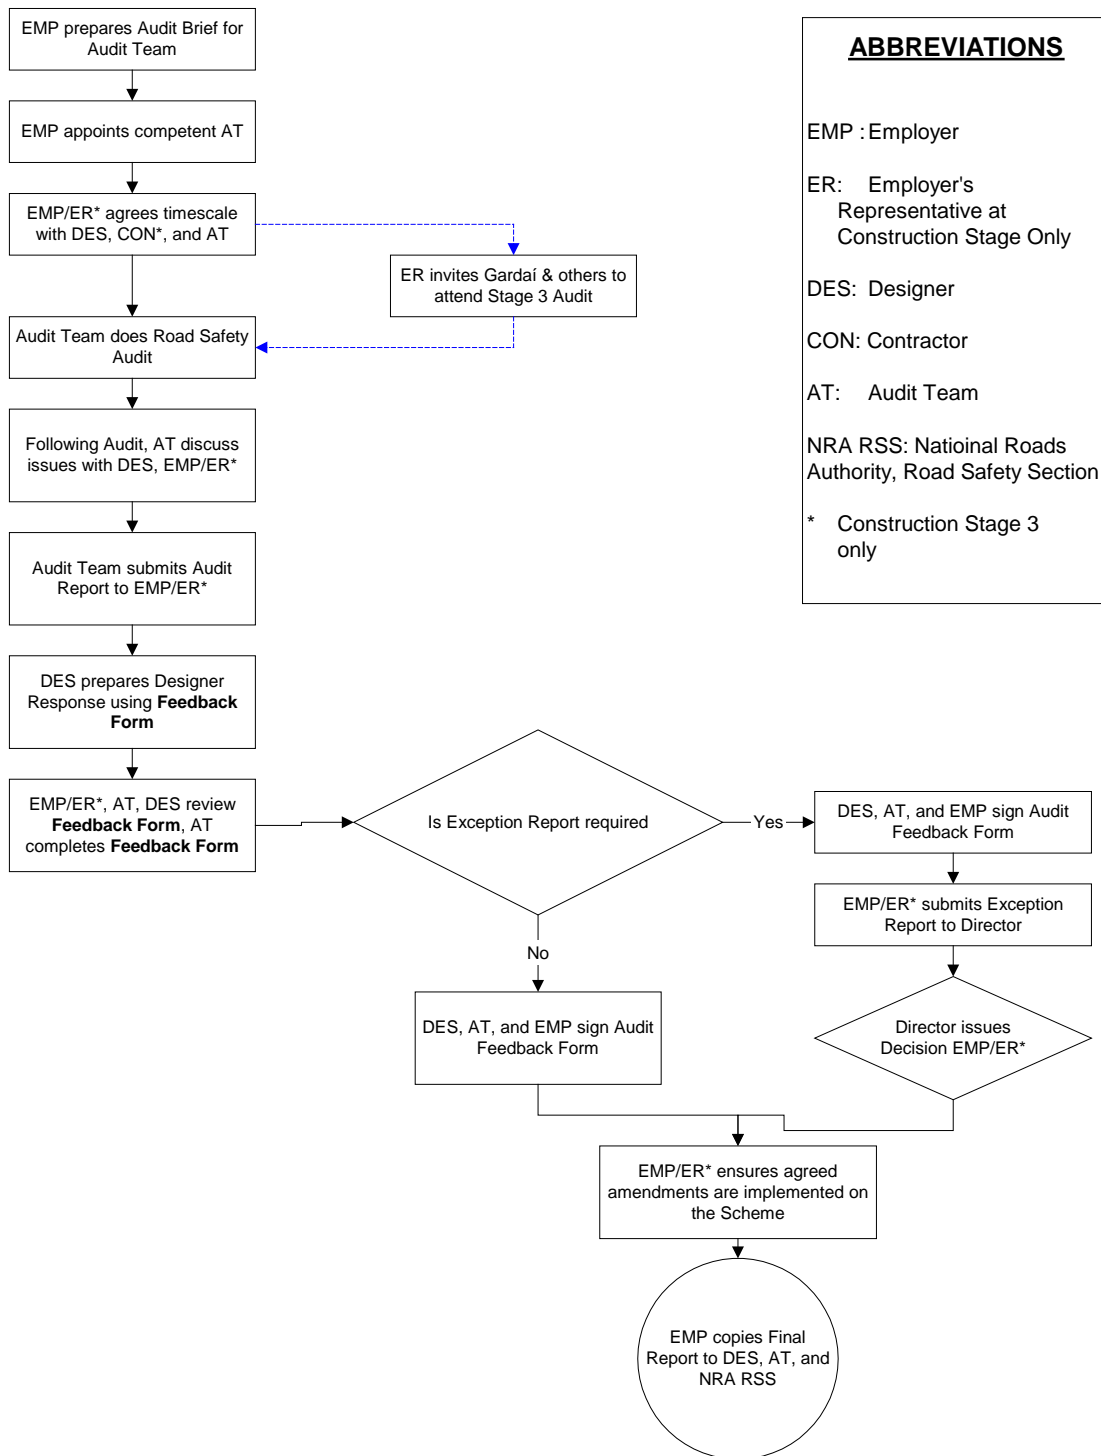 EMP prepares Audit Brief for
Audit Team
EMP appoints competent AT
EMP/ER* agrees timescale
with DES, CON*, and AT
ER invites Gardaí & others to
attend Stage 3 Audit
Audit Team does Road Safety
Audit
Following Audit, AT discuss
issues with DES, EMP/ER*
Audit Team submits Audit
Report to EMP/ER*
DES prepares Designer
Response using Feedback
Form
EMP/ER*, AT, DES review
Feedback Form, AT
completes Feedback Form
Is Exception Report required
Yes
DES, AT, and EMP sign Audit
Feedback Form
EMP/ER* submits Exception
Report to Director
Director issues
Decision EMP/ER*
No
DES, AT, and EMP sign Audit
Feedback Form
EMP/ER* ensures agreed
amendments are implemented on
the Scheme
EMP copies Final
Report to DES, AT, and
NRA RSS
ABBREVIATIONS
EMP : Employer
ER: Employer's
Representative at
Construction Stage Only
DES: Designer
CON: Contractor
AT: Audit Team
NRA RSS: Natioinal Roads
Authority, Road Safety Section
* Construction Stage 3
only